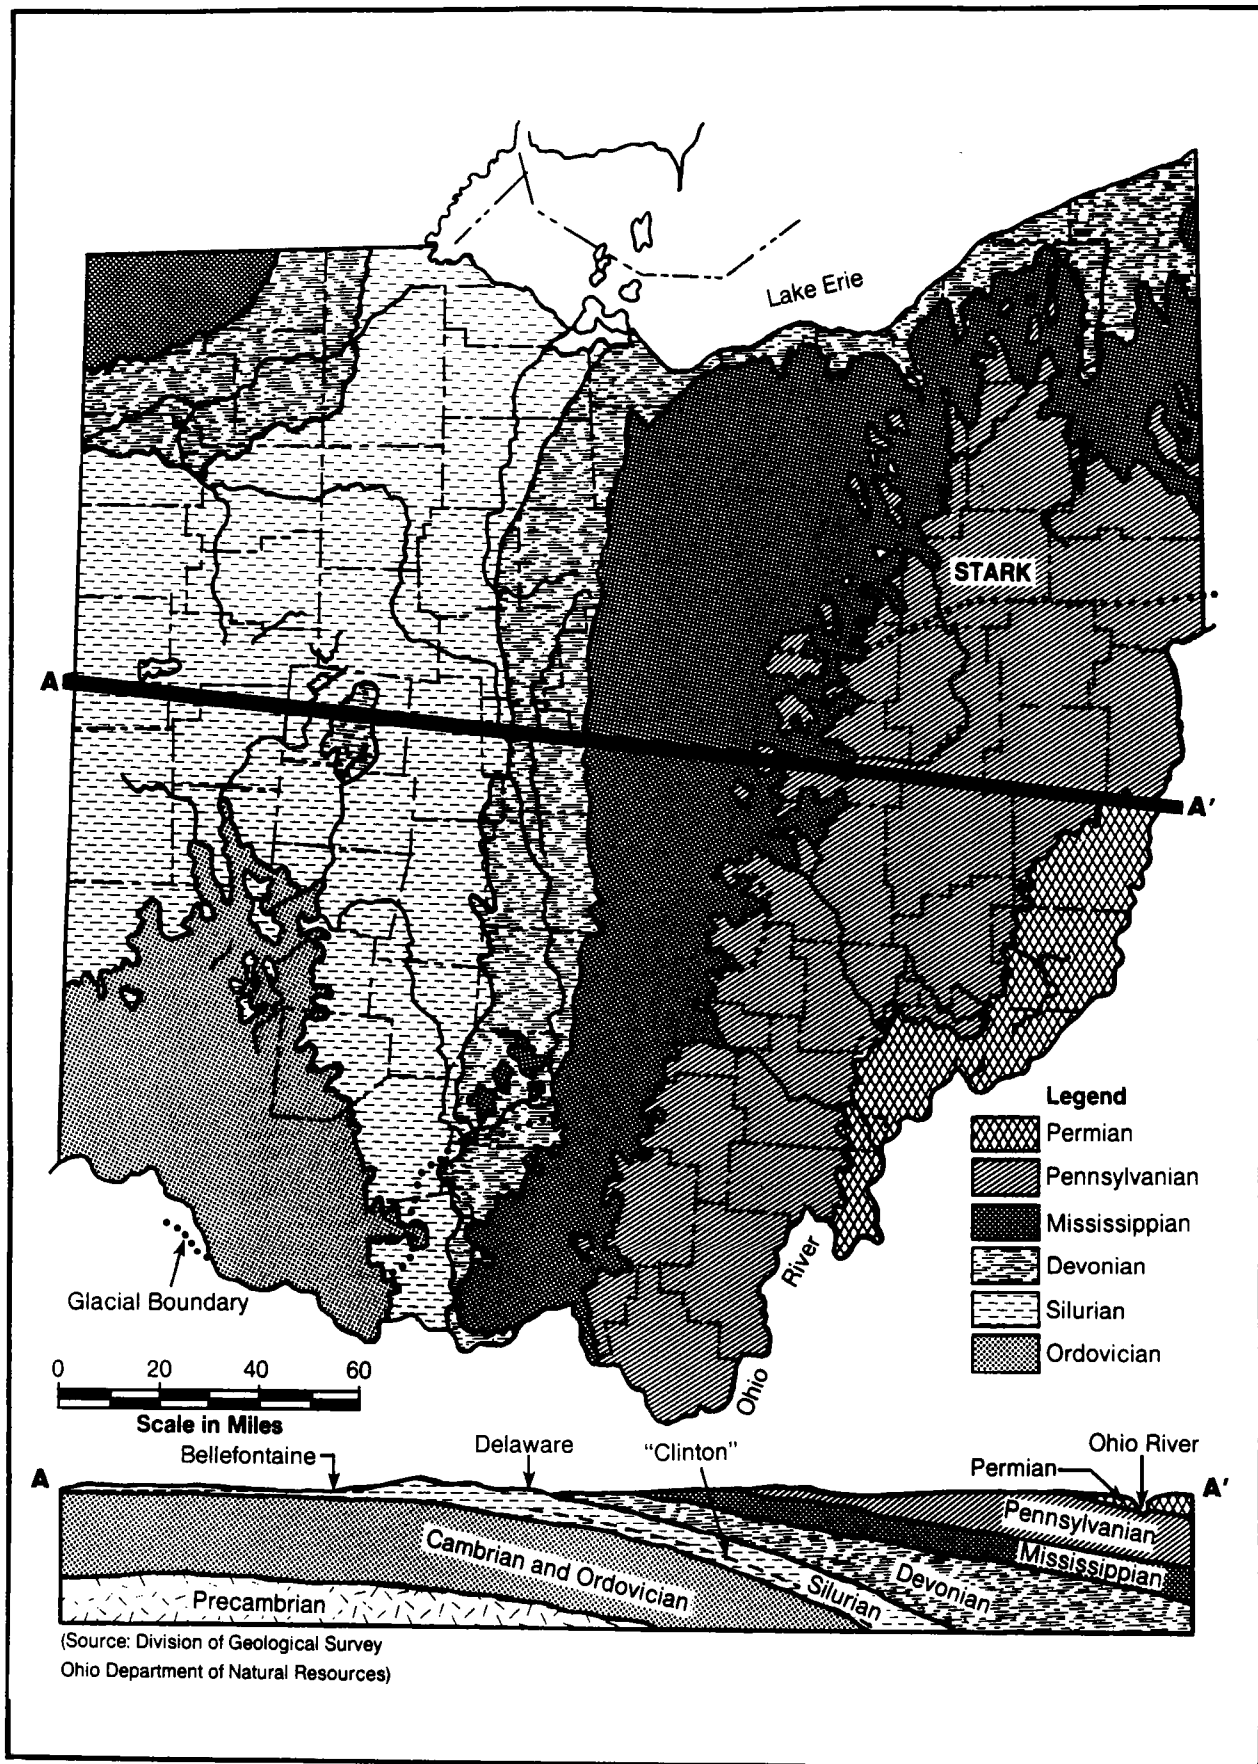 Lake Erie
STARK
A
A'
Legend
Permian
Pennsylvanian
Mississippian
Devonian
Silurian
Ordovician
River
Ohio
Glacial Boundary
0 20 40 60
Scale in Miles
Bellefontaine
Delaware
"Clinton"
Ohio River
Permian
A
A'
Pennsylvanian
Mississippian
Devonian
Silurian
Cambrian and Ordovician
Precambrian
(Source: Division of Geological Survey
Ohio Department of Natural Resources)